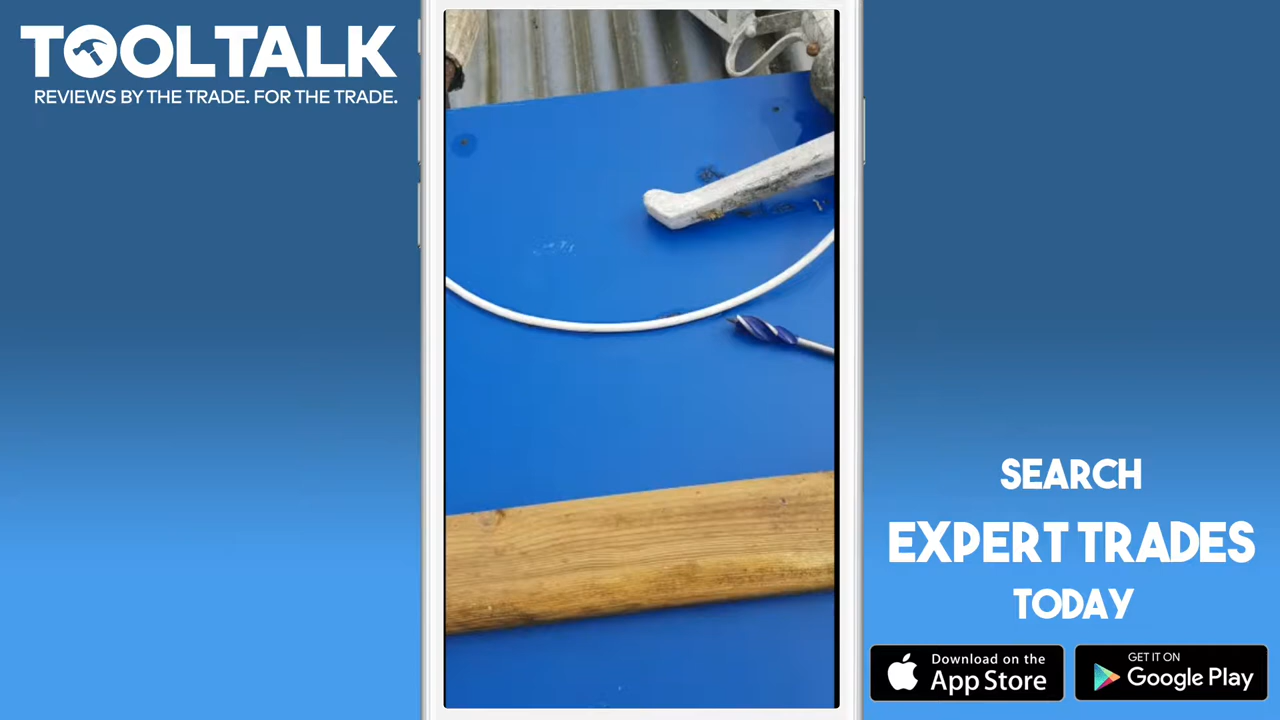 TOOLTALK
REVIEWS BY THE TRADE. FOR THE TRADE.
SEARCH
EXPERT TRADES
TODAY
Download on the
App Store
GET IT ON
Google Play